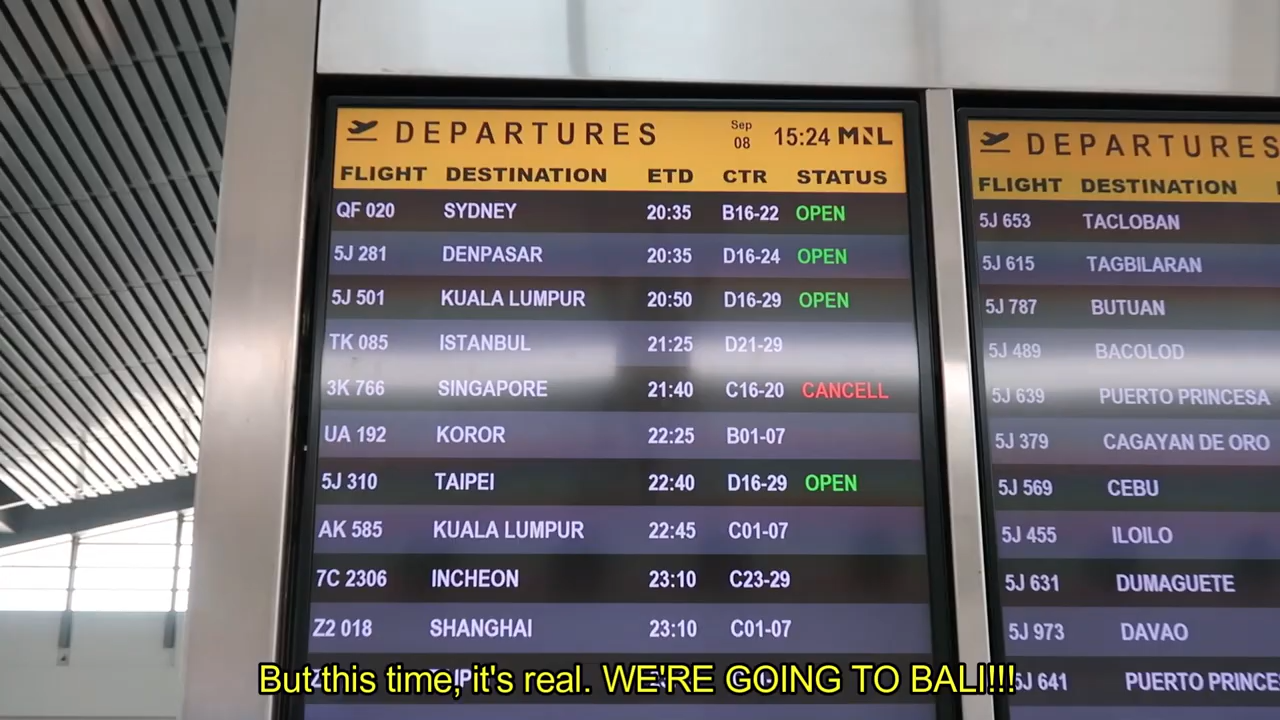 DEPARTURES Sep 08 15:24 MNL
FLIGHT DESTINATION ETD CTR STATUS
QF 020 SYDNEY 20:35 B16-22 OPEN
5J 281 DENPASAR 20:35 D16-24 OPEN
5J 501 KUALA LUMPUR 20:50 D16-29 OPEN
TK 085 ISTANBUL 21:25 D21-29
3K 766 SINGAPORE 21:40 C16-20 CANCELL
UA 192 KOROR 22:25 B01-07
5J 310 TAIPEI 22:40 D16-29 OPEN
AK 585 KUALA LUMPUR 22:45 C01-07
7C 2306 INCHEON 23:10 C23-29
Z2 018 SHANGHAI 23:10 C01-07
DEPARTURES
FLIGHT DESTINATION
5J 653 TACLOBAN
5J 615 TAGBILARAN
5J 787 BUTUAN
5J 489 BACOLOD
5J 639 PUERTO PRINCESA
5J 379 CAGAYAN DE ORO
5J 569 CEBU
5J 455 ILOILO
5J 631 DUMAGUETE
5J 973 DAVAO
5J 641 PUERTO PRINCE
But this time, it's real. WE'RE GOING TO BALI!!!